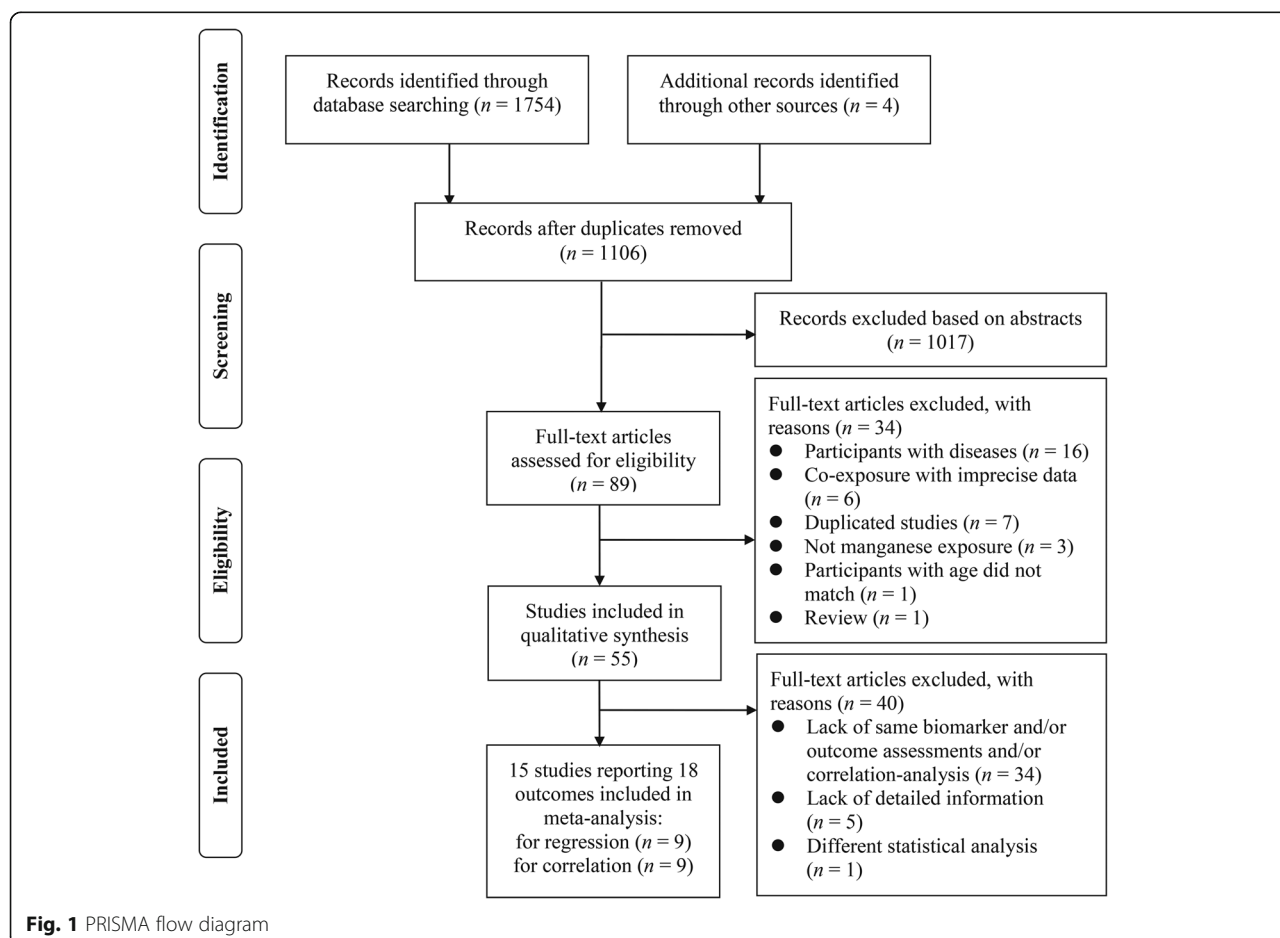 Identification
Records identified through
database searching (n = 1754)
Additional records identified
through other sources (n = 4)
Records after duplicates removed
(n = 1106)
Screening
Records excluded based on abstracts
(n = 1017)
Full-text articles
assessed for eligibility
(n = 89)
Full-text articles excluded, with
reasons (n = 34)
● Participants with diseases (n = 16)
● Co-exposure with imprecise data
(n = 6)
● Duplicated studies (n = 7)
● Not manganese exposure (n = 3)
● Participants with age did not
match (n = 1)
● Review (n = 1)
Eligibility
Studies included in
qualitative synthesis
(n = 55)
Full-text articles excluded, with
reasons (n = 40)
● Lack of same biomarker and/or
outcome assessments and/or
correlation-analysis (n = 34)
● Lack of detailed information
(n = 5)
● Different statistical analysis
(n = 1)
Included
15 studies reporting 18
outcomes included in
meta-analysis:
for regression (n = 9)
for correlation (n = 9)
Fig. 1 PRISMA flow diagram